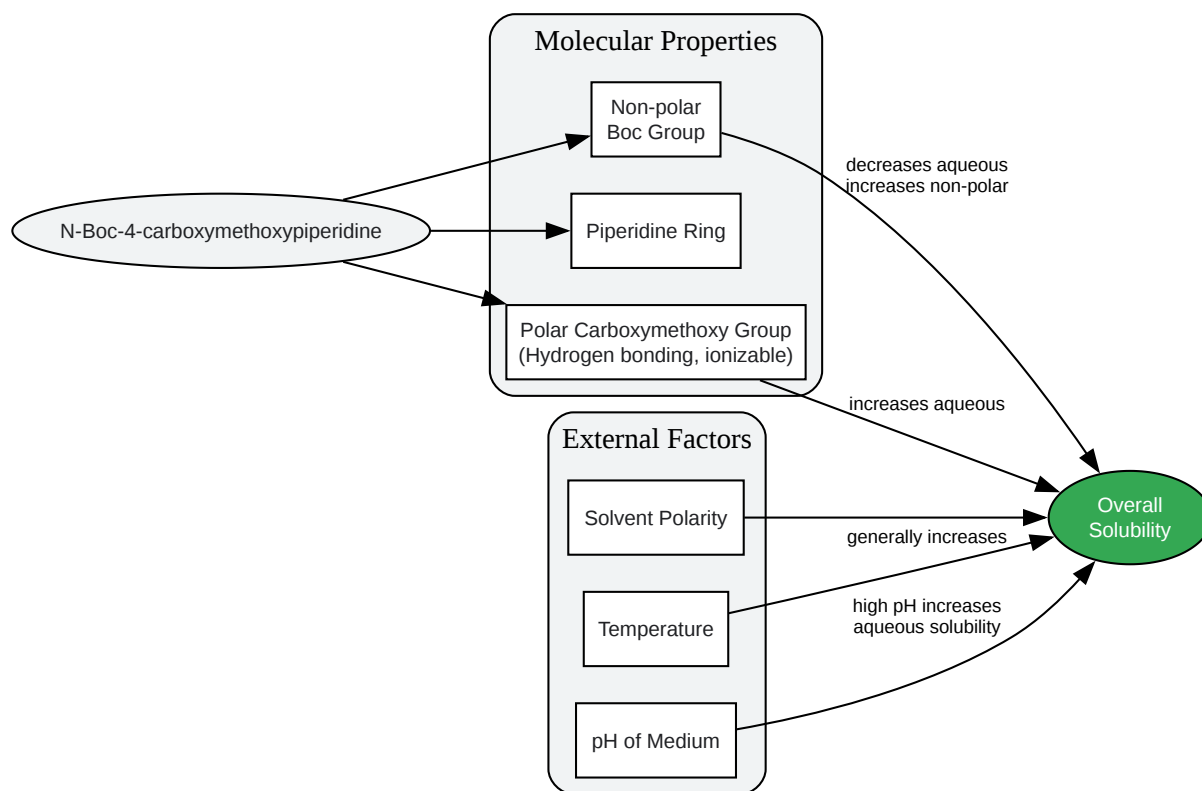 Molecular Properties
Non-polar
Boc Group
decreases aqueous
increases non-polar
N-Boc-4-carboxymethoxypiperidine
Piperidine Ring
Polar Carboxymethoxy Group
(Hydrogen bonding, ionizable)
increases aqueous
External Factors
Solvent Polarity
Overall
Solubility
generally increases
Temperature
high pH increases
aqueous solubility
pH of Medium